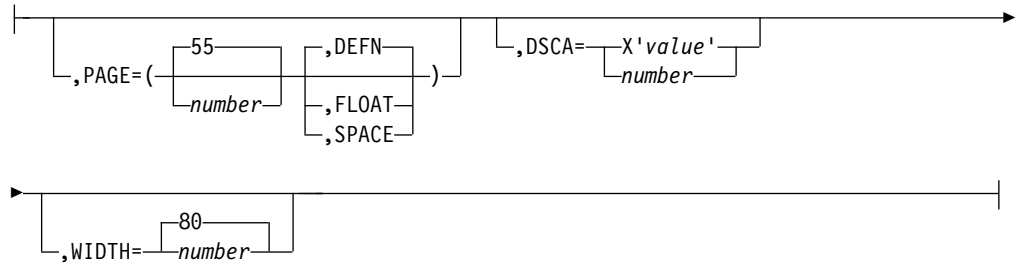 55 ,DEFN ,DSCA= X'value'
,PAGE=( number ,FLOAT ) number
,SPACE
80
,WIDTH= number